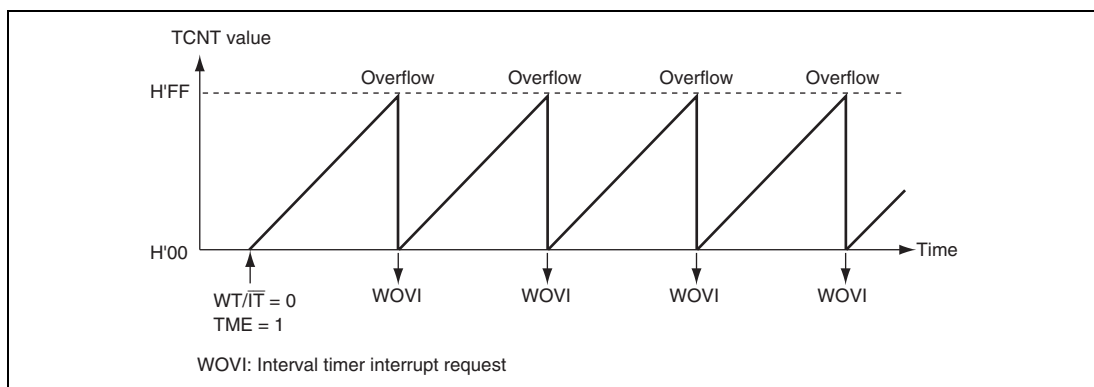 TCNT value
Overflow Overflow Overflow Overflow
H'FF
H'00
Time
WT/I̅T̅ = 0
TME = 1
WOVI WOVI WOVI WOVI
WOVI: Interval timer interrupt request